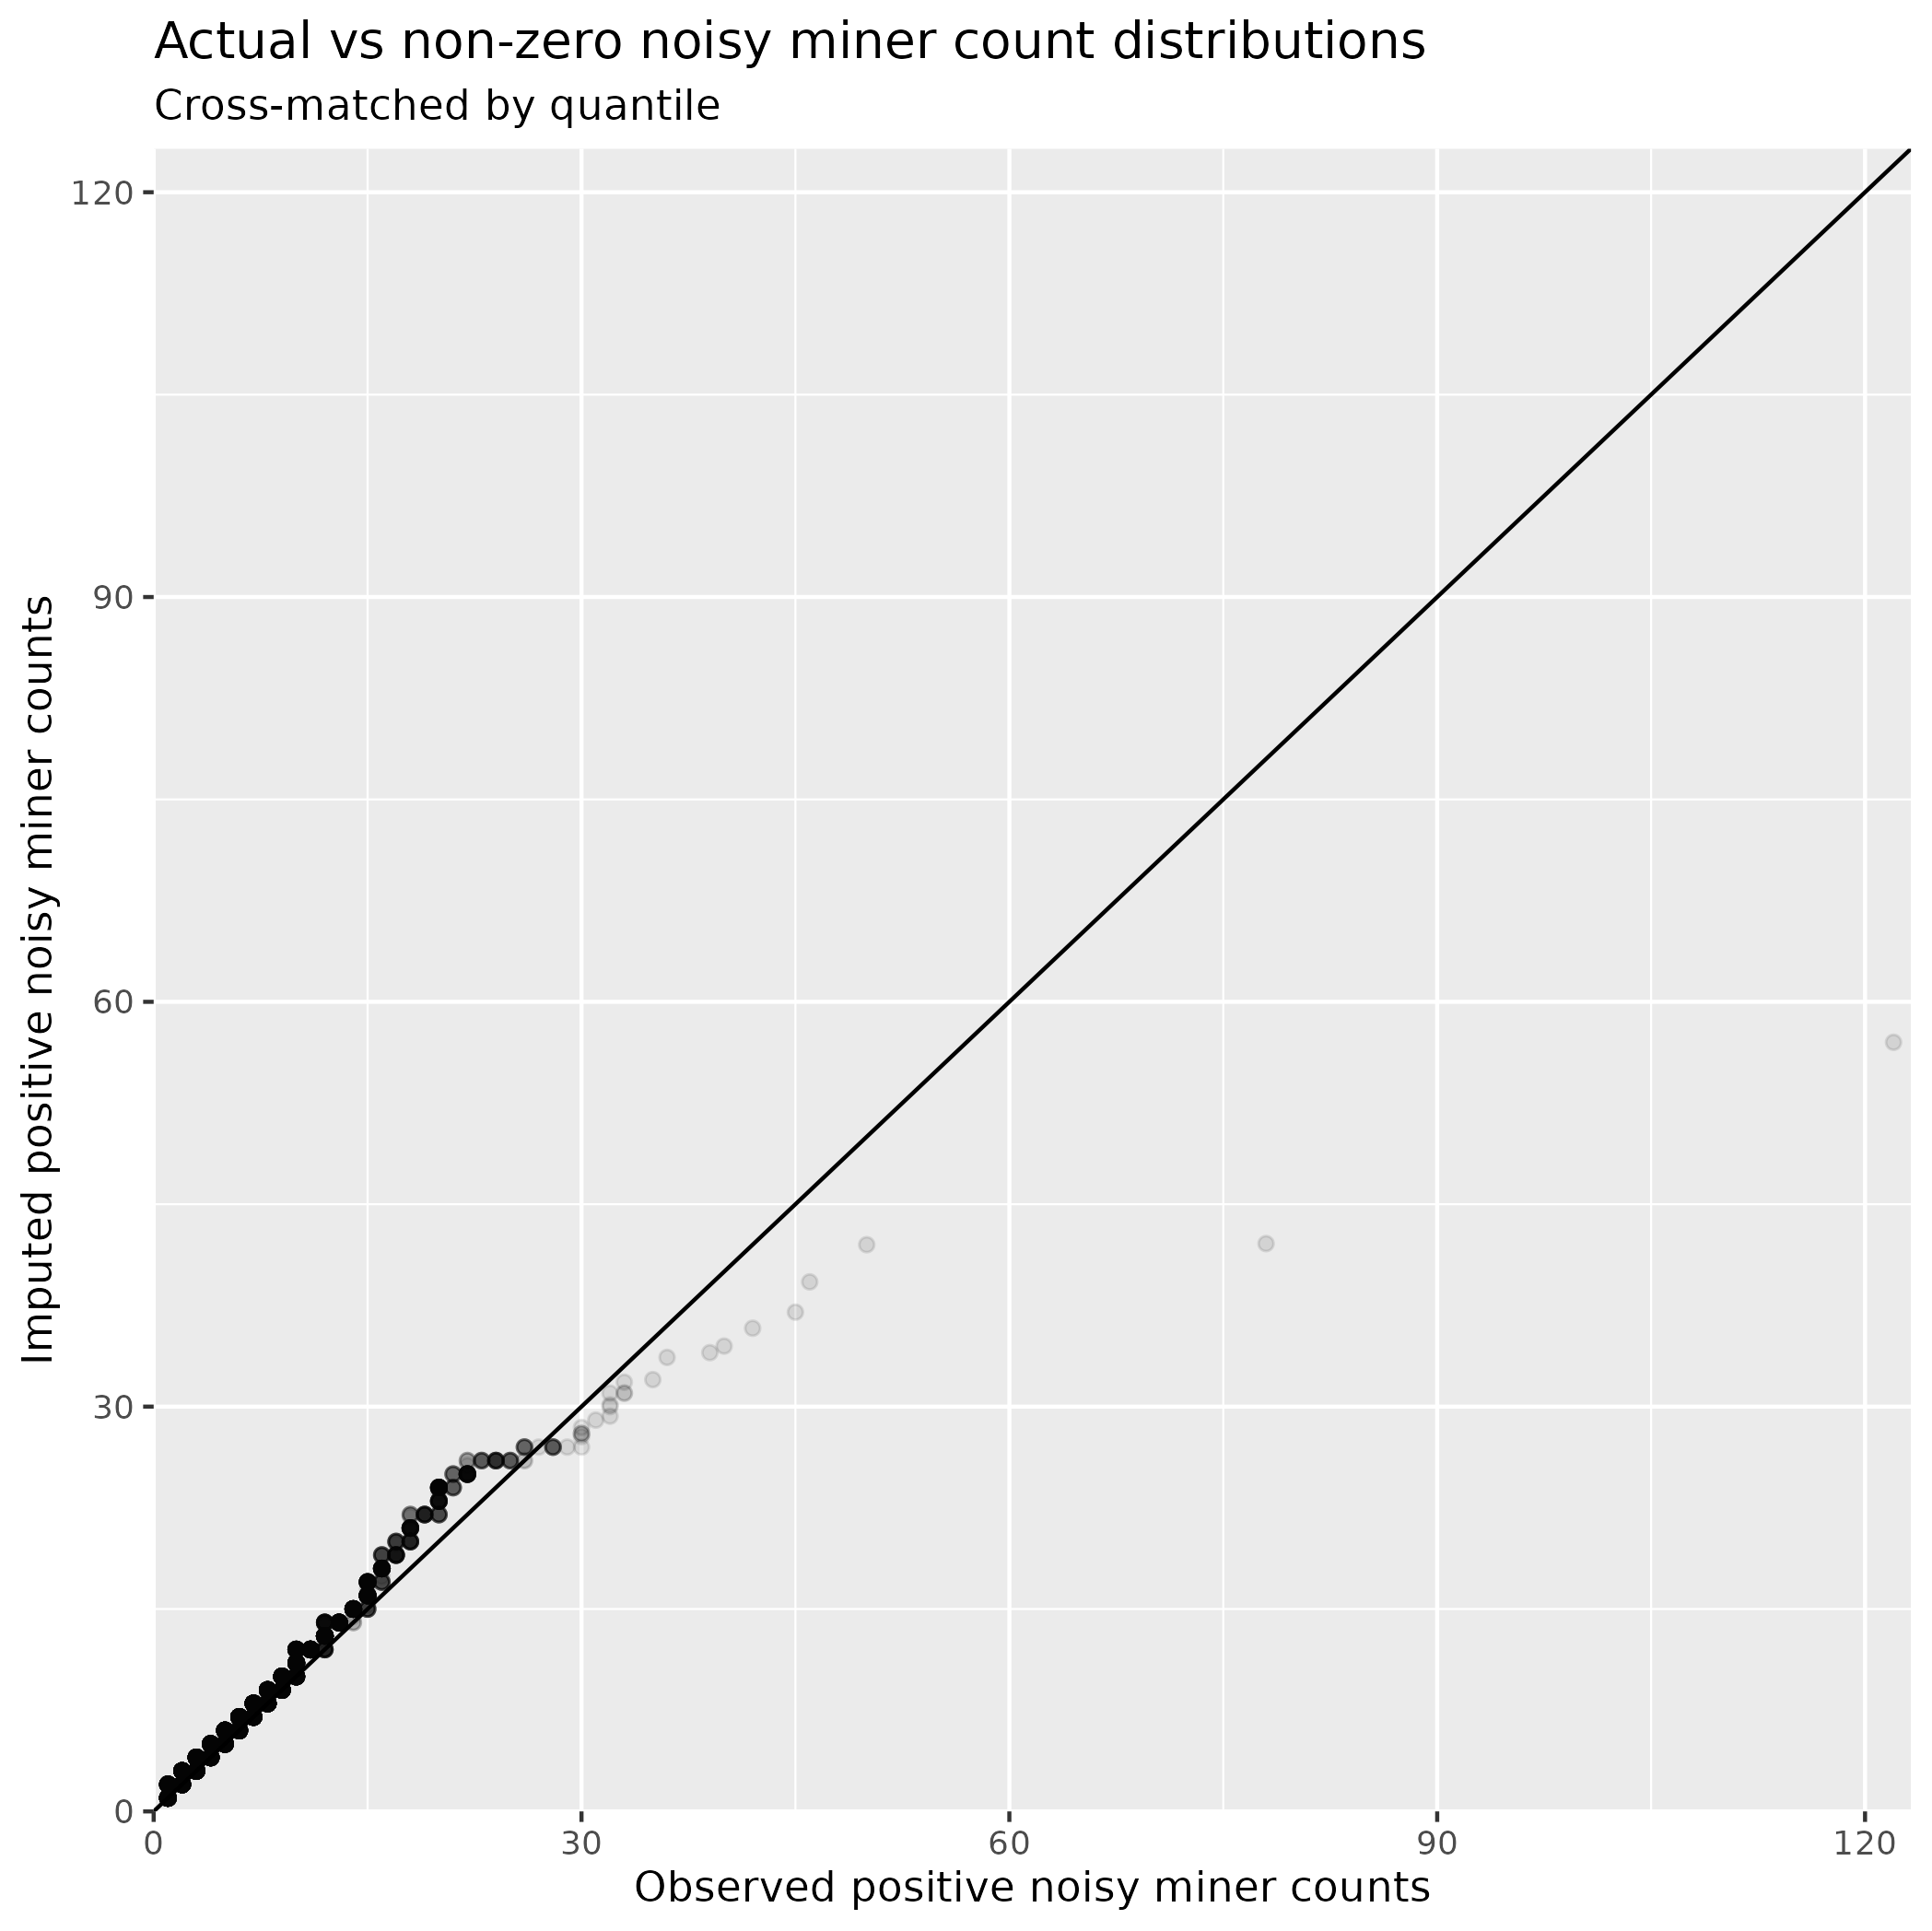 Actual vs non-zero noisy miner count distributions
Cross-matched by quantile
Imputed positive noisy miner counts
120
90
60
30
0
0 30 60 90 120
Observed positive noisy miner counts